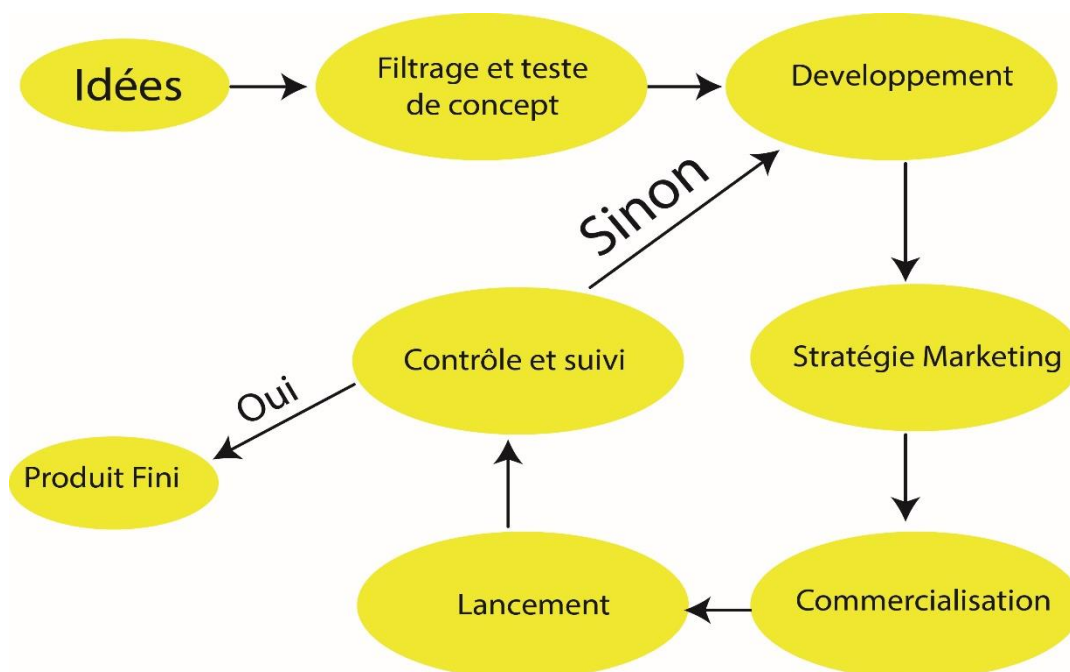 Idées
Filtrage et teste
de concept
Developpement
Sinon
Contrôle et suivi
Stratégie Marketing
Oui
Produit Fini
Lancement
Commercialisation